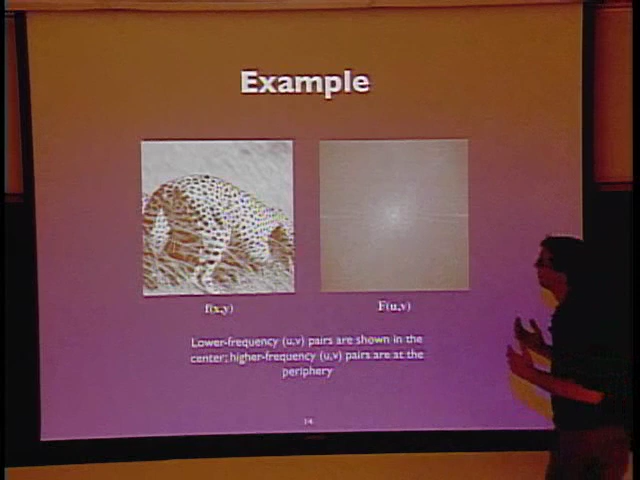 Example
f(x,y)
F(u,v)
Lower-frequency (u,v) pairs are shown in the
center; higher-frequency (u,v) pairs are at the
periphery
14